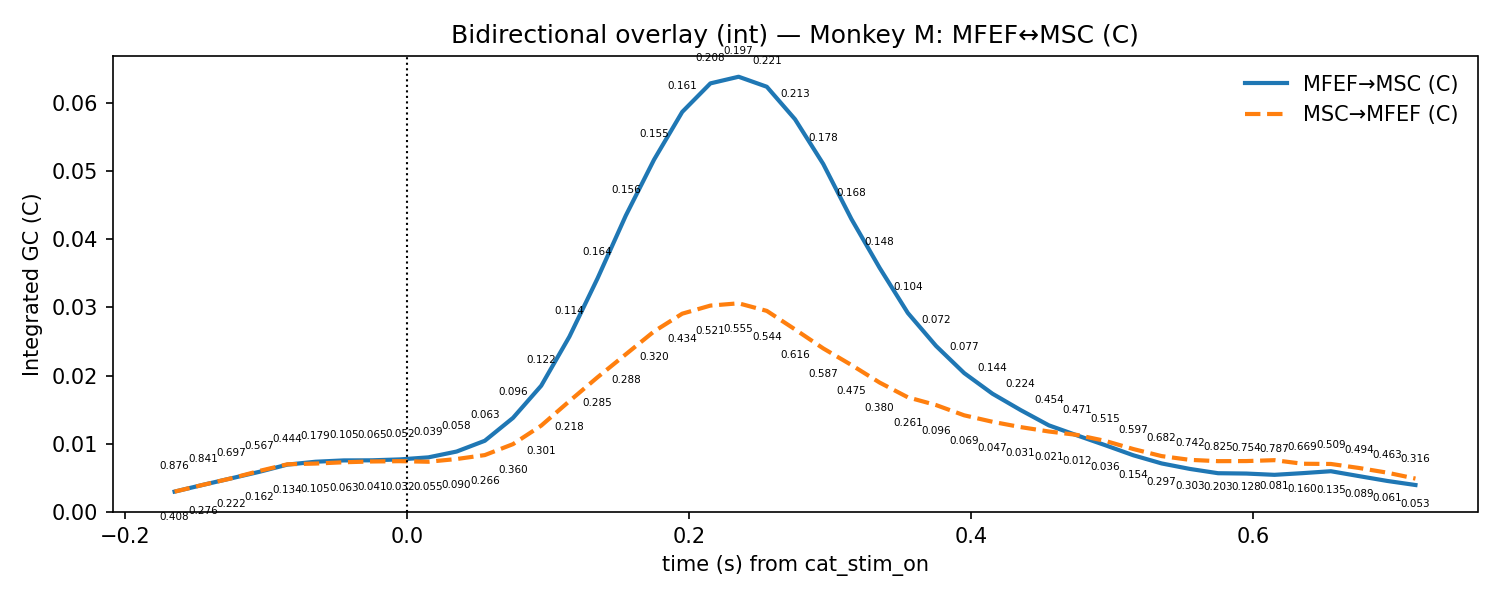 Bidirectional overlay (int) — Monkey M: MFEF↔MSC (C)
MFEF→MSC (C)
MSC→MFEF (C)
Integrated GC (C)
0.06
0.05
0.04
0.03
0.02
0.01
0.00
0.876 0.841 0.697 0.567 0.444 0.179 0.105 0.065 0.052 0.039 0.058 0.063 0.096 0.122 0.114 0.164 0.156 0.155 0.161 0.208 0.197 0.221 0.213 0.178 0.168 0.148 0.104 0.072 0.077 0.144 0.224 0.454 0.471 0.515 0.597 0.682 0.742 0.825 0.754 0.787 0.669 0.509 0.494 0.463 0.316
0.408 0.276 0.222 0.162 0.134 0.105 0.063 0.041 0.032 0.055 0.090 0.266 0.360 0.301 0.218 0.285 0.288 0.320 0.434 0.521 0.555 0.544 0.616 0.587 0.475 0.380 0.261 0.096 0.069 0.047 0.031 0.021 0.012 0.036 0.154 0.297 0.303 0.203 0.128 0.081 0.160 0.135 0.089 0.061 0.053
−0.2 0.0 0.2 0.4 0.6
time (s) from cat_stim_on